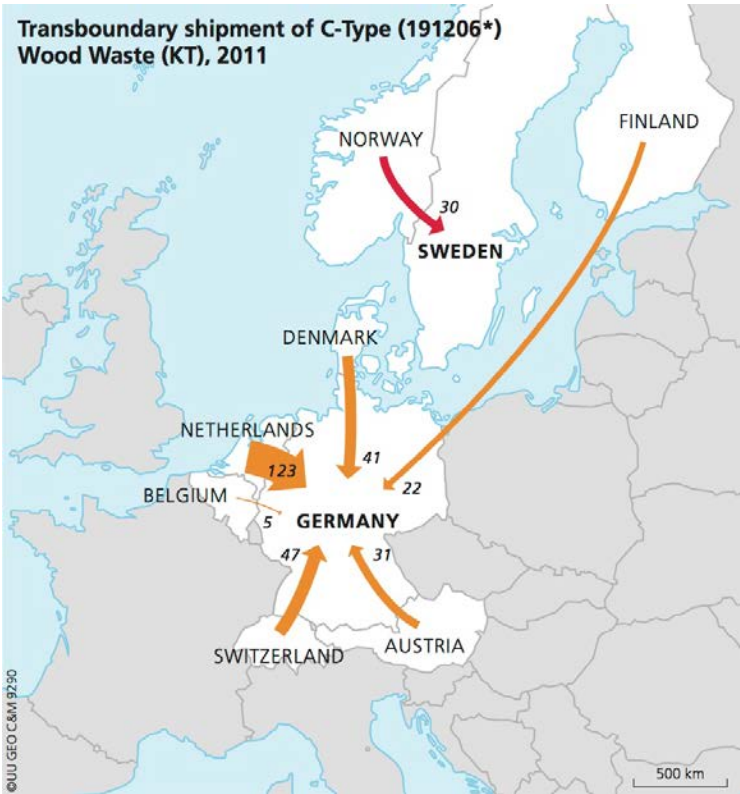 Transboundary shipment of C-Type (191206*)
Wood Waste (KT), 2011
FINLAND
NORWAY
30
SWEDEN
DENMARK
NETHERLANDS
41
123
22
BELGIUM
5
GERMANY
47
31
SWITZERLAND
AUSTRIA
500 km
©UU GEO C&M 9290